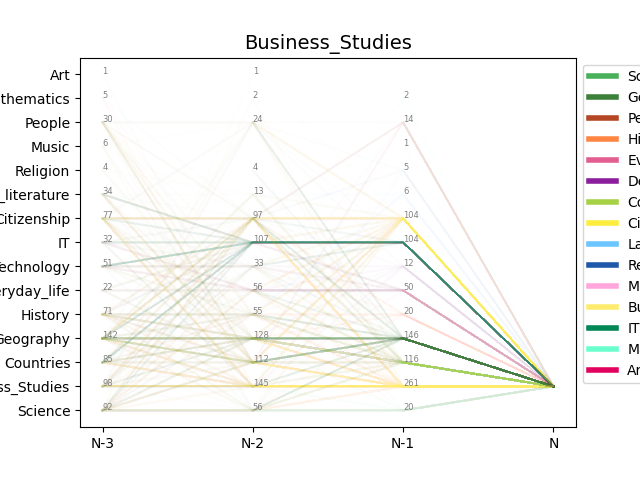 Business_Studies
Art 1 1
thematics 5 2 2
People 30 24 14
Music 6 1
Religion 4 4 5
_literature 34 13 6
Citizenship 77 97 104
IT 32 107 104
echnology 51 33 12
eryday_life 22 56 50
History 71 55 20
Geography 142 128 146
Countries 85 112 116
ss_Studies 98 145 261
Science 92 56 20
N-3 N-2 N-1 N
Sc
Ge
Pe
Hi
Ev
De
Co
Ci
La
Re
M
Bu
IT
M
Ar